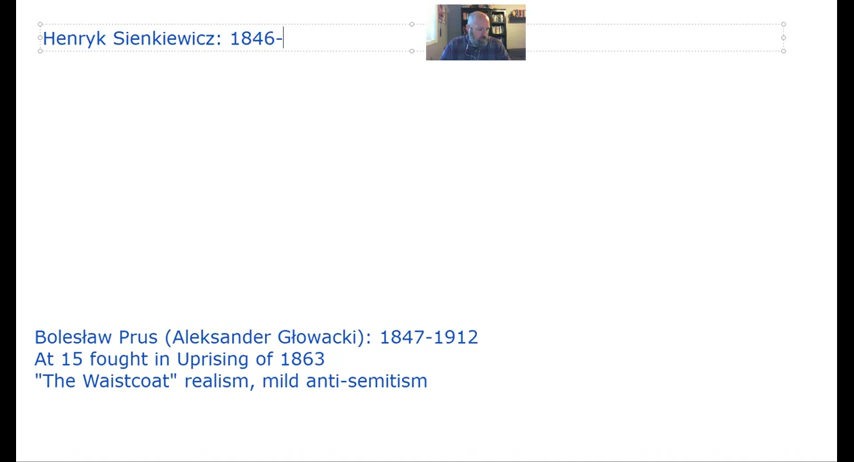 Henryk Sienkiewicz: 1846-
Bolesław Prus (Aleksander Głowacki): 1847-1912
At 15 fought in Uprising of 1863
"The Waistcoat" realism, mild anti-semitism